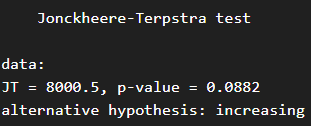 Jonckheere-Terpstra test
data:
JT = 8000.5, p-value = 0.0882
alternative hypothesis: increasing